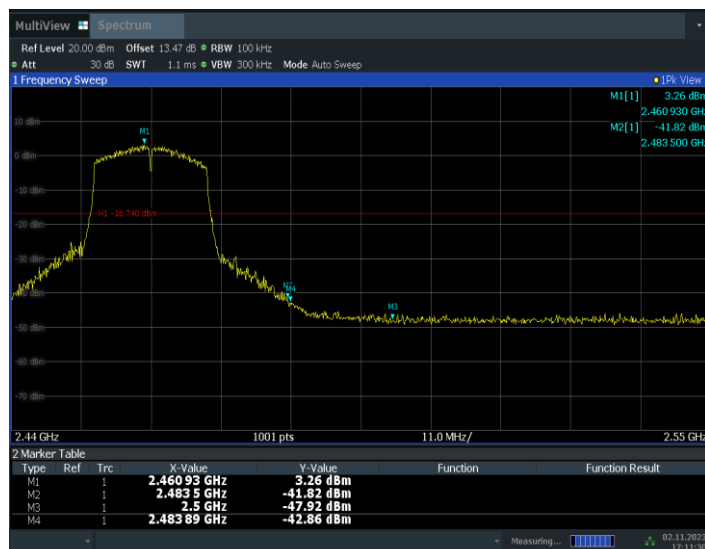 MultiView Spectrum
Ref Level 20.00 dBm Offset 13.47 dB RBW 100 kHz
Att 30 dB SWT 1.1 ms VBW 300 kHz Mode Auto Sweep
1 Frequency Sweep 1Pk View
M1[1] 3.26 dBm
2.460 930 GHz
M2[1] -41.82 dBm
2.483 500 GHz
10 dBm
M1
0 dBm
-10 dBm
H1 -16.740 dBm
-20 dBm
-30 dBm
M4
M3
-50 dBm
-60 dBm
-70 dBm
2.44 GHz 1001 pts 11.0 MHz/ 2.55 GHz
2 Marker Table
Type Ref Trc X-Value Y-Value Function Function Result
M1 1 2.460 93 GHz 3.26 dBm
M2 1 2.483 5 GHz -41.82 dBm
M3 1 2.5 GHz -47.92 dBm
M4 1 2.483 89 GHz -42.86 dBm
Measuring...